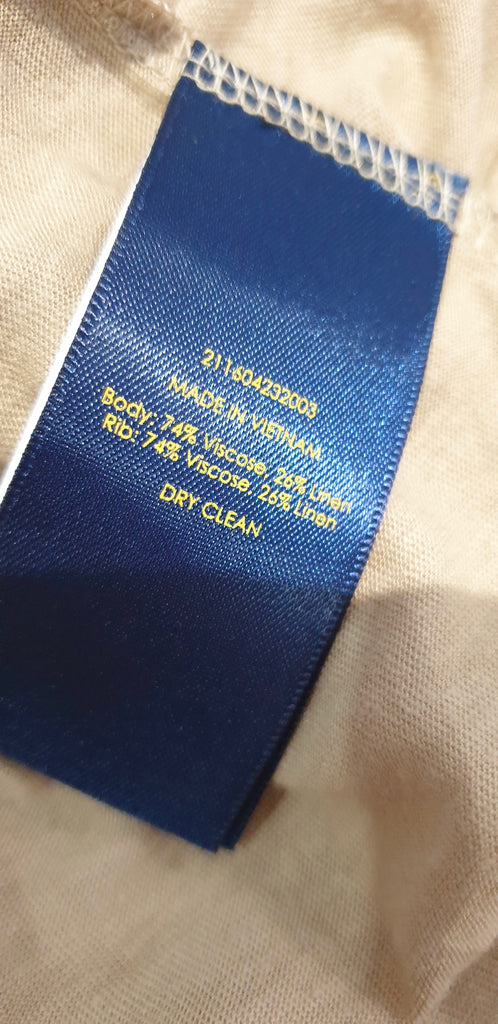 211604232003
MADE IN VIETNAM
Body: 74% Viscose, 26% Linen
Rib: 74% Viscose, 26% Linen
DRY CLEAN